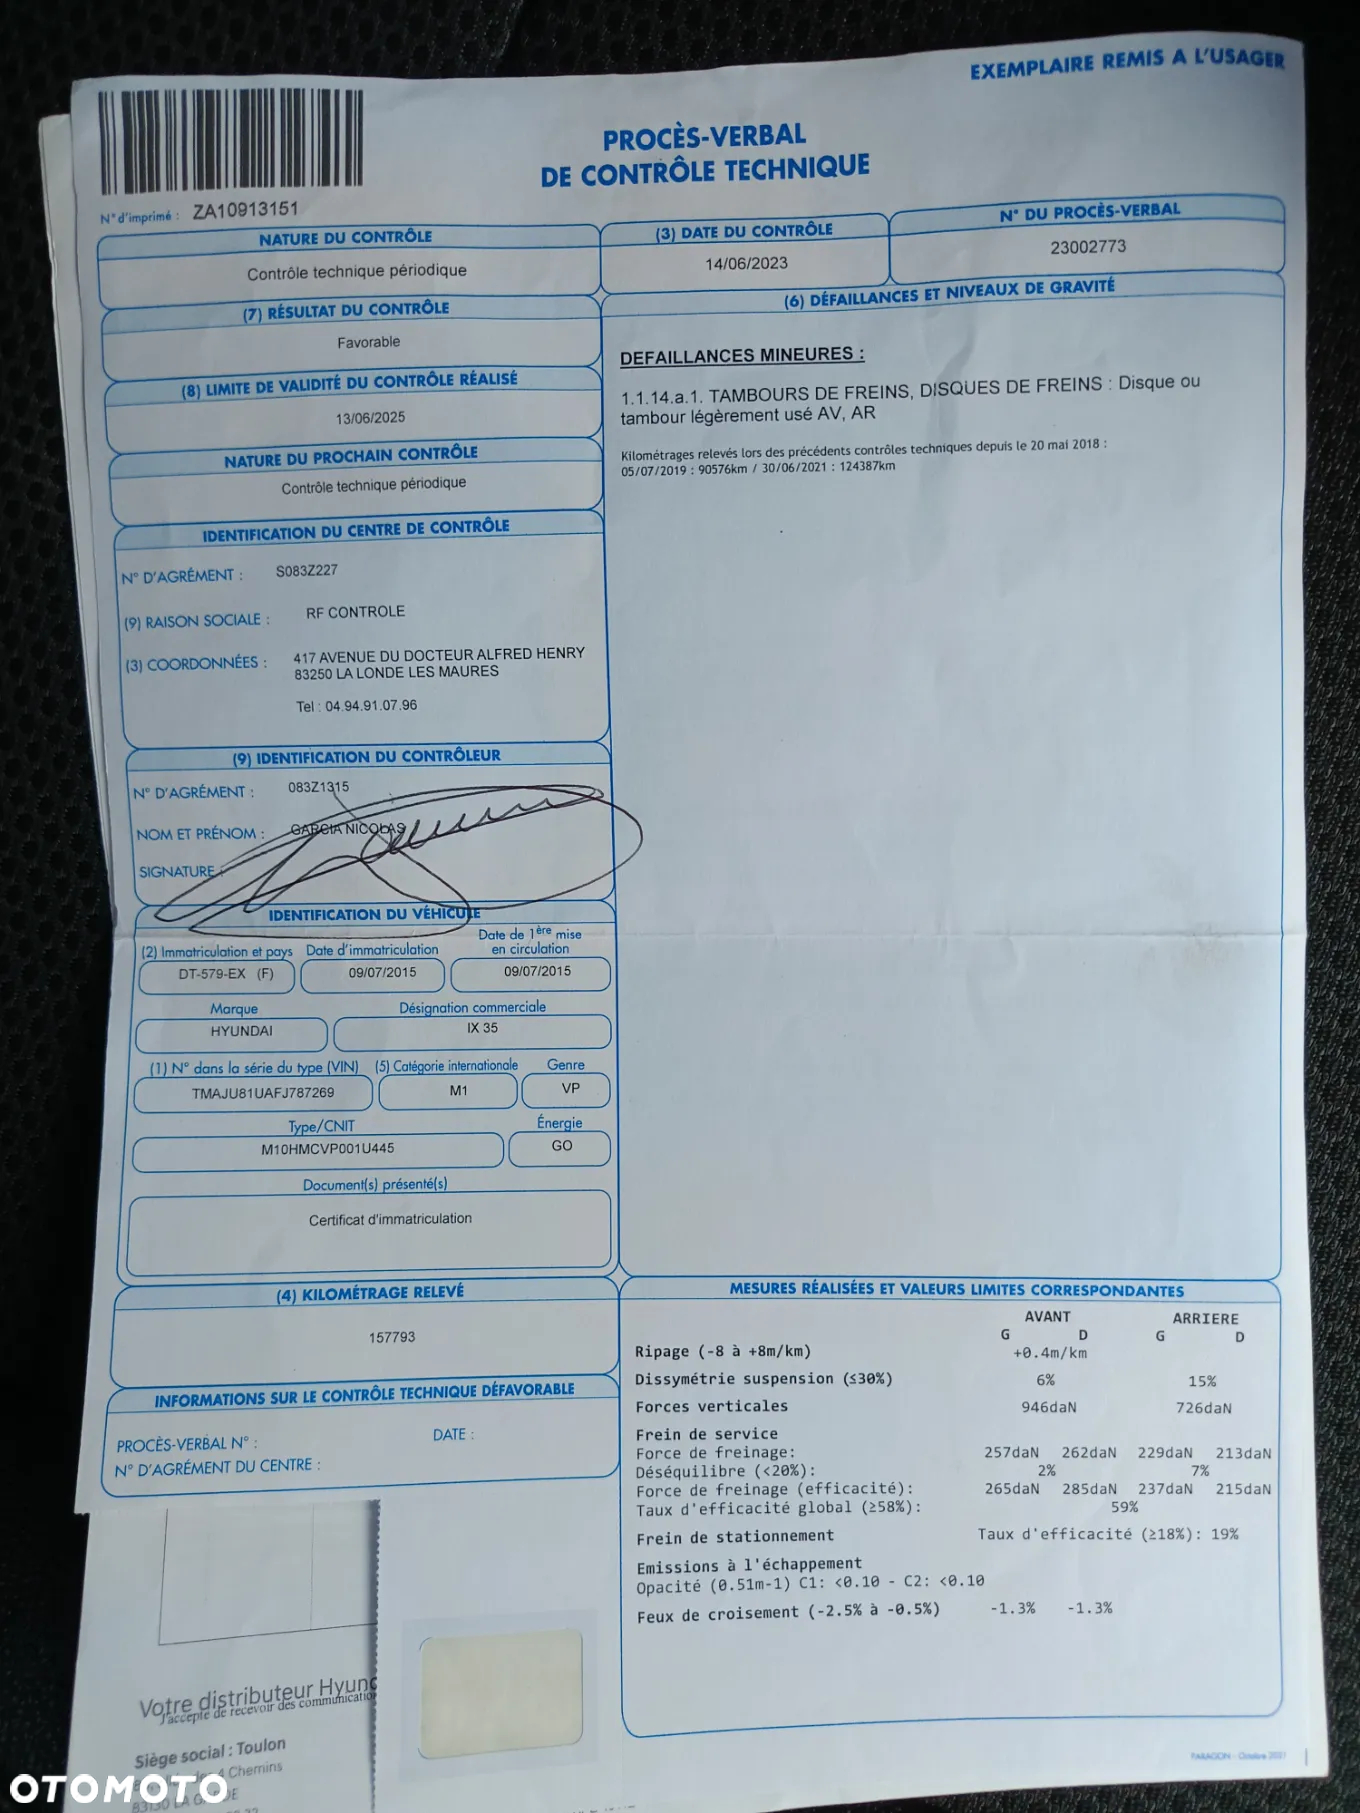 EXEMPLAIRE REMIS A L'USAGER
PROCÈS-VERBAL
DE CONTRÔLE TECHNIQUE
N°d'imprimé : ZA10913151
NATURE DU CONTRÔLE
Contrôle technique périodique
(3) DATE DU CONTRÔLE
14/06/2023
N° DU PROCÈS-VERBAL
23002773
(7) RÉSULTAT DU CONTRÔLE
Favorable
(8) LIMITE DE VALIDITÉ DU CONTRÔLE RÉALISÉ
13/06/2025
NATURE DU PROCHAIN CONTRÔLE
Contrôle technique périodique
IDENTIFICATION DU CENTRE DE CONTRÔLE
N° D'AGRÉMENT : S083Z227
(9) RAISON SOCIALE : RF CONTROLE
(3) COORDONNÉES : 417 AVENUE DU DOCTEUR ALFRED HENRY
83250 LA LONDE LES MAURES
Tel : 04.94.91.07.96
(9) IDENTIFICATION DU CONTRÔLEUR
N° D'AGRÉMENT : 083Z1315
NOM ET PRÉNOM : GARCIA NICOLAS
SIGNATURE :
IDENTIFICATION DU VÉHICULE
(2) Immatriculation et pays
DT-579-EX (F)
Date d'immatriculation
09/07/2015
Date de 1ère mise
en circulation
09/07/2015
Marque
HYUNDAI
Désignation commerciale
IX 35
(1) N° dans la série du type (VIN)
TMAJU81UAFJ787269
(5) Catégorie internationale
M1
Genre
VP
Type/CNIT
M10HMCVP001U445
Énergie
GO
Document(s) présenté(s)
Certificat d'immatriculation
(4) KILOMÉTRAGE RELEVÉ
157793
INFORMATIONS SUR LE CONTRÔLE TECHNIQUE DÉFAVORABLE
PROCÈS-VERBAL N° : DATE :
N° D'AGRÉMENT DU CENTRE :
(6) DÉFAILLANCES ET NIVEAUX DE GRAVITÉ
DEFAILLANCES MINEURES :
1.1.14.a.1. TAMBOURS DE FREINS, DISQUES DE FREINS : Disque ou
tambour légèrement usé AV, AR
Kilométrages relevés lors des précédents contrôles techniques depuis le 20 mai 2018 :
05/07/2019 : 90576km / 30/06/2021 : 124387km
MESURES RÉALISÉES ET VALEURS LIMITES CORRESPONDANTES
AVANT ARRIERE
G D G D
Ripage (-8 à +8m/km) +0.4m/km
Dissymétrie suspension (≤30%) 6% 15%
Forces verticales 946daN 726daN
Frein de service
Force de freinage: 257daN 262daN 229daN 213daN
Déséquilibre (<20%): 2% 7%
Force de freinage (efficacité): 265daN 285daN 237daN 215daN
Taux d'efficacité global (≥58%): 59%
Frein de stationnement Taux d'efficacité (≥18%): 19%
Emissions à l'échappement
Opacité (0.51m-1) C1: <0.10 - C2: <0.10
Feux de croisement (-2.5% à -0.5%) -1.3% -1.3%
PARAGON - Octobre 2021
Votre distributeur Hyund
J'accepte de recevoir des communication
Siège social : Toulon
4 Chemins
83130 LA
OTOMOTO